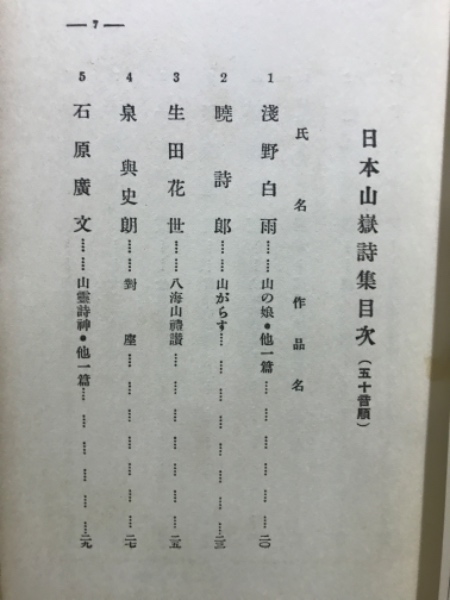 — 7 —
日本山嶽詩集目次(五十音順)
氏名 作品名
1 淺野白雨……山の娘・他一篇……二〇
2 曉詩郎……山がらす……二三
3 生田花世……八海山禮讃……二五
4 泉與史朗……對座……二七
5 石原廣文……山靈詩神・他一篇……二九